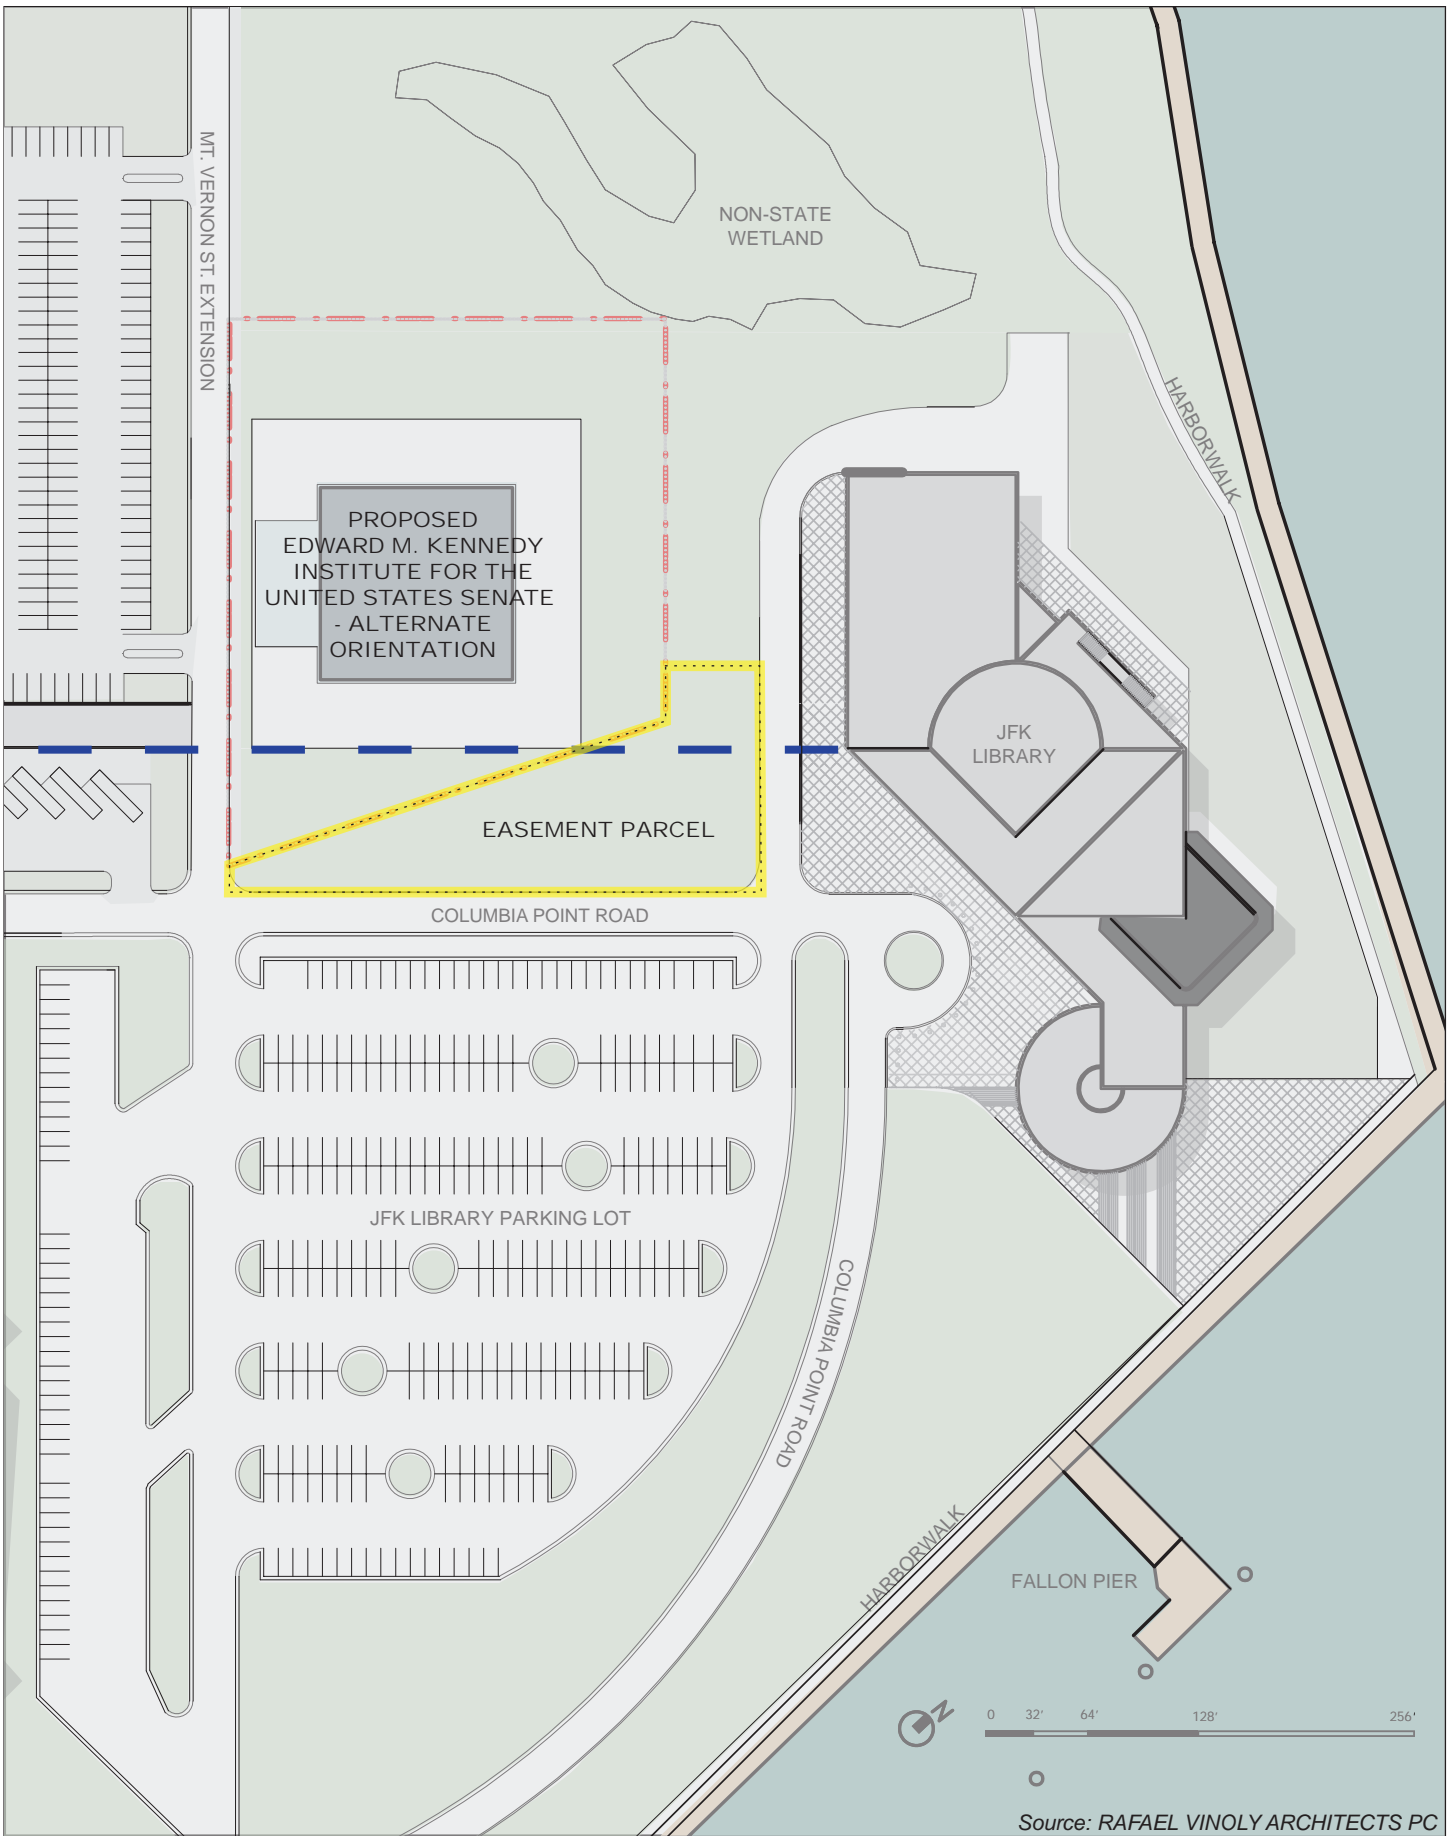 MT. VERNON ST. EXTENSION
NON-STATE
WETLAND
HARBORWALK
PROPOSED
EDWARD M. KENNEDY
INSTITUTE FOR THE
UNITED STATES SENATE
- ALTERNATE
ORIENTATION
JFK
LIBRARY
EASEMENT PARCEL
COLUMBIA POINT ROAD
JFK LIBRARY PARKING LOT
COLUMBIA POINT ROAD
HARBORWALK
FALLON PIER
N
0 32' 64' 128' 256'
Source: RAFAEL VINOLY ARCHITECTS PC